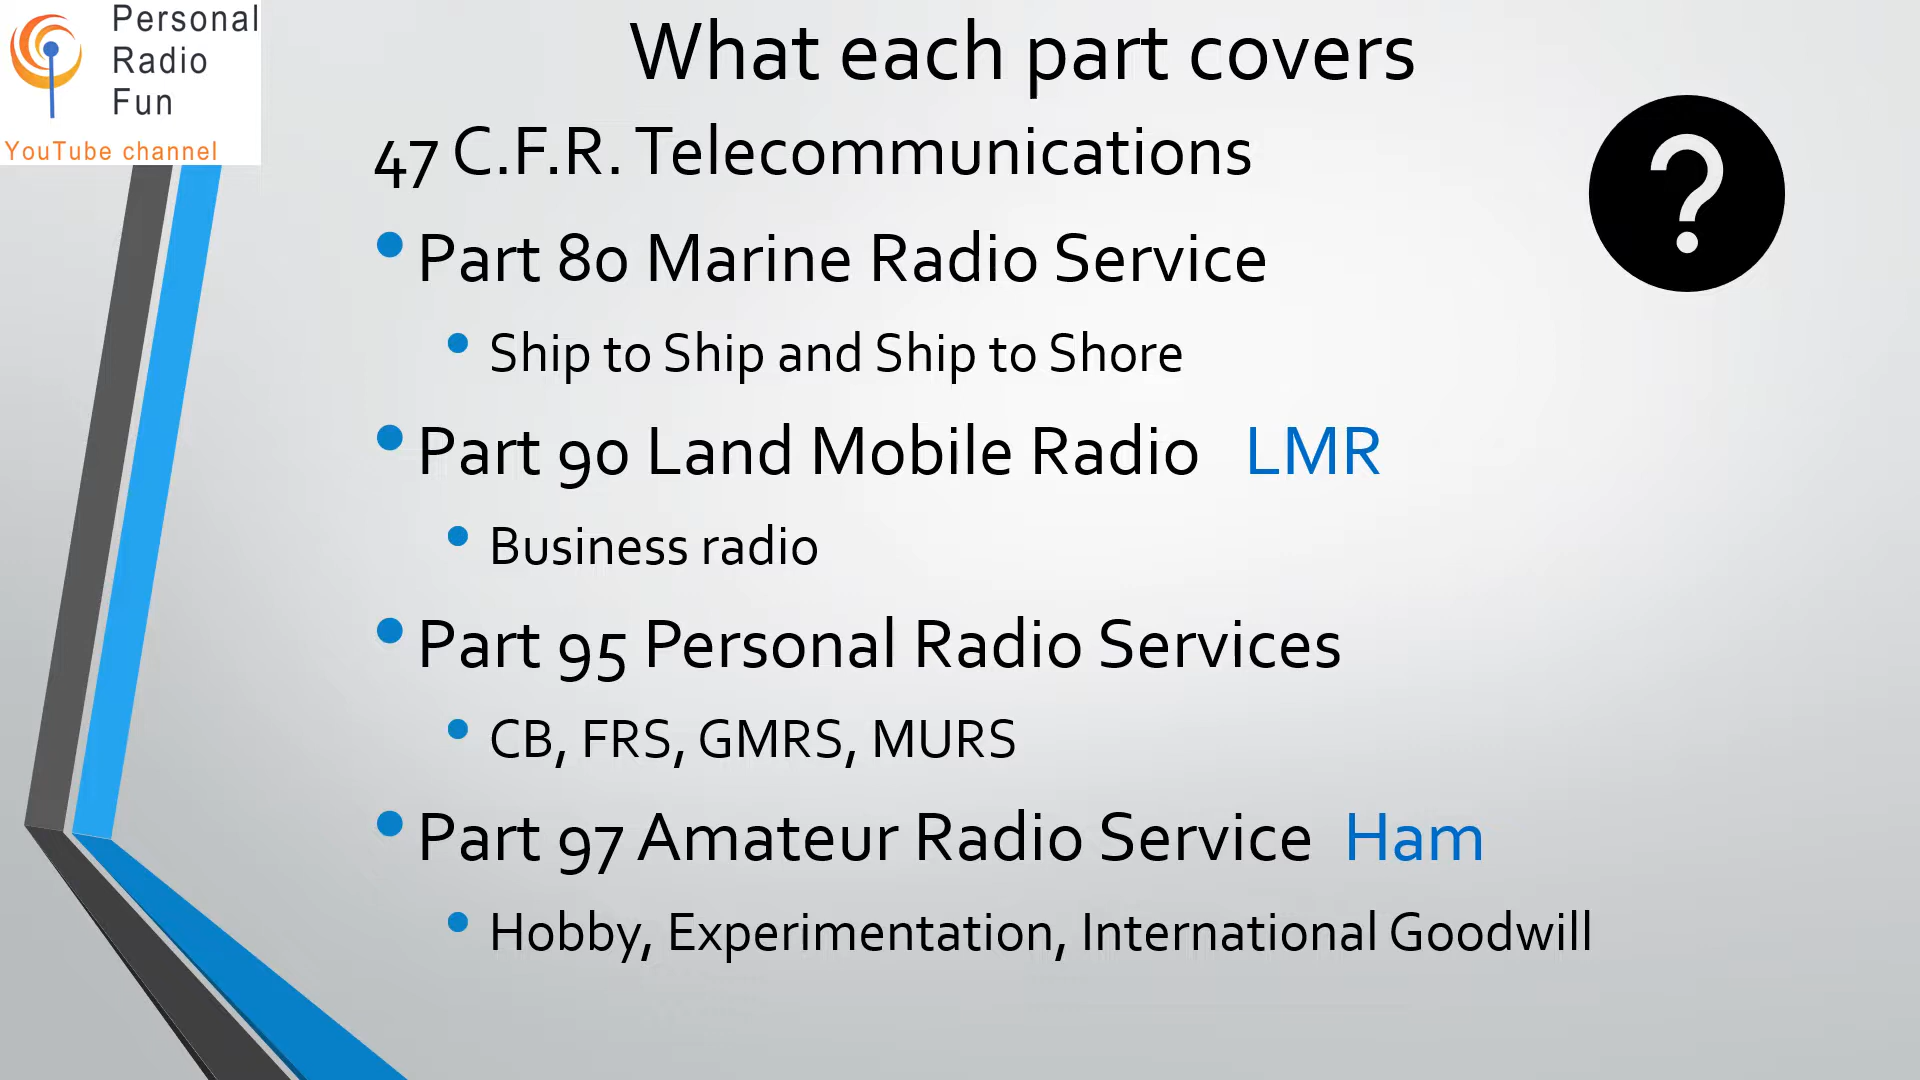 Personal
Radio
Fun
YouTube channel
What each part covers
47 C.F.R. Telecommunications
?
• Part 80 Marine Radio Service
• Ship to Ship and Ship to Shore
• Part 90 Land Mobile Radio LMR
• Business radio
• Part 95 Personal Radio Services
• CB, FRS, GMRS, MURS
• Part 97 Amateur Radio Service Ham
• Hobby, Experimentation, International Goodwill